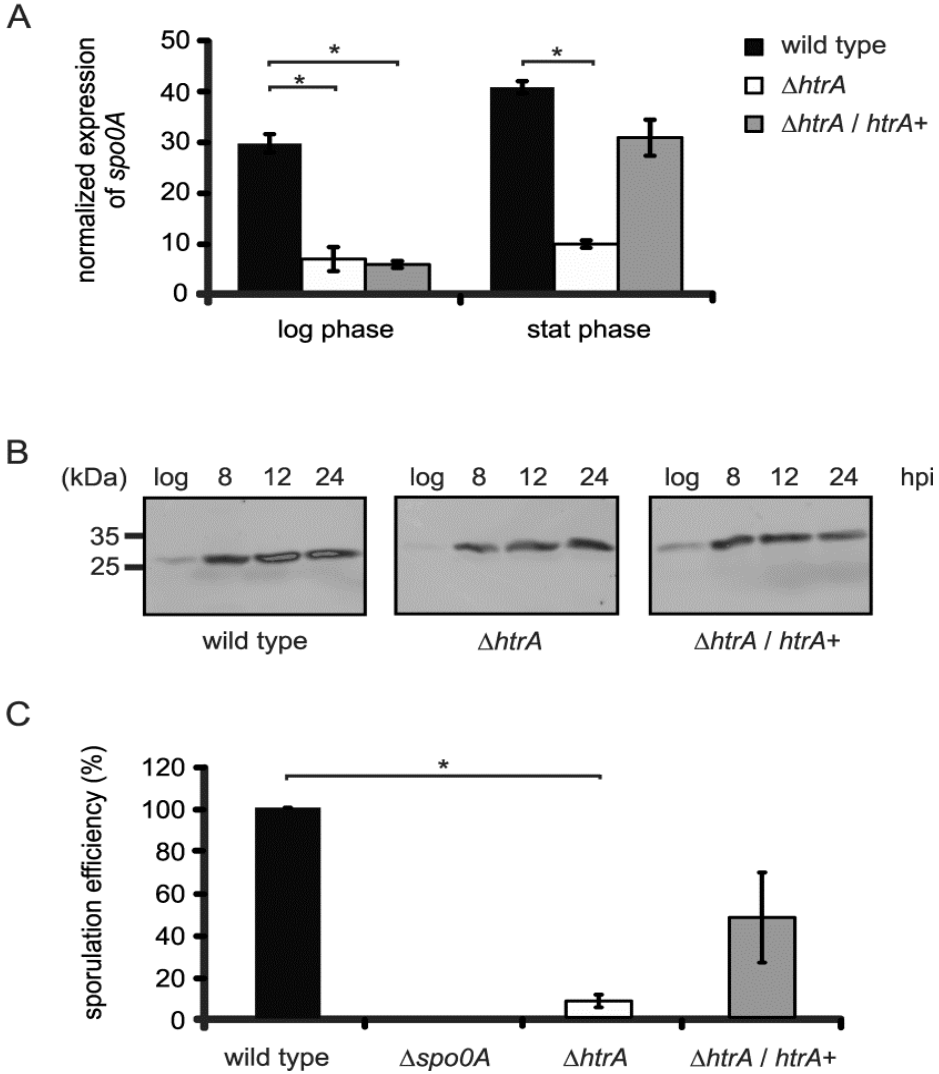 A
normalized expression
of spo0A
50
40
30
20
10
0
*
*
*
log phase
stat phase
wild type
ΔhtrA
ΔhtrA / htrA+
B
(kDa)
log 8 12 24
log 8 12 24
log 8 12 24
hpi
35
25
wild type
ΔhtrA
ΔhtrA / htrA+
C
sporulation efficiency (%)
120
100
80
60
40
20
0
*
wild type
Δspo0A
ΔhtrA
ΔhtrA / htrA+